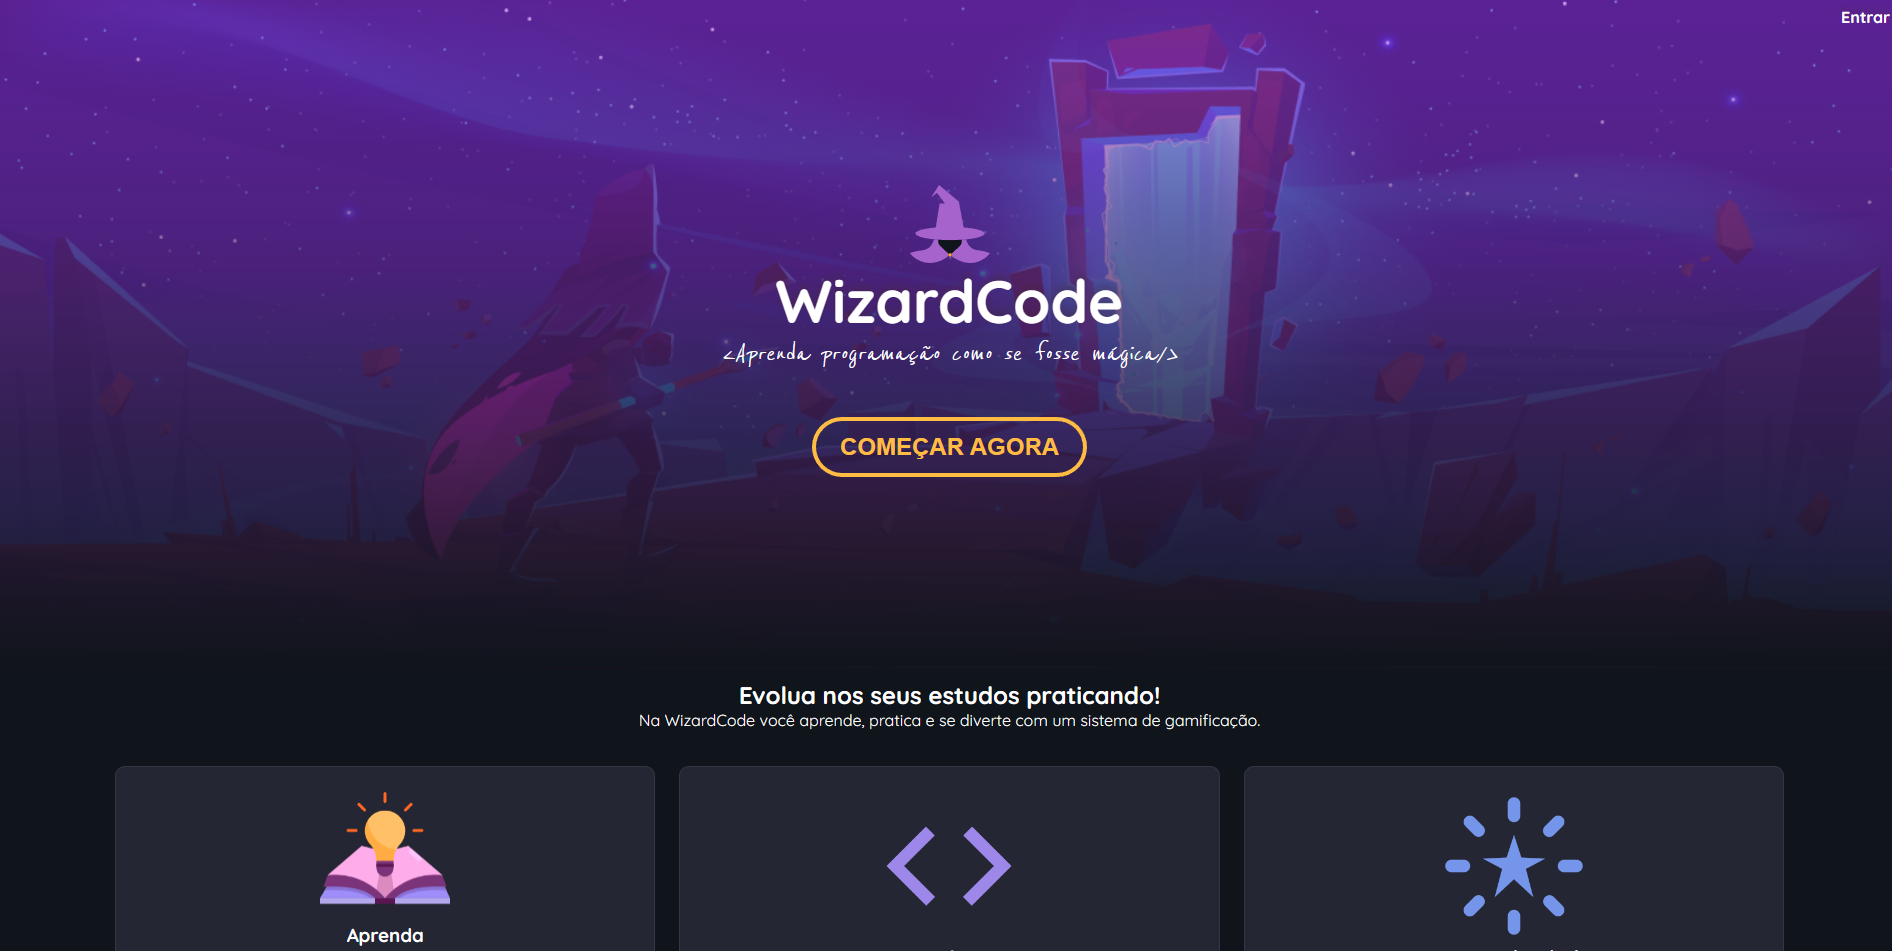 Entrar
WizardCode
<Aprenda programação como se fosse mágica/>
COMEÇAR AGORA
Evolua nos seus estudos praticando!
Na WizardCode você aprende, pratica e se diverte com um sistema de gamificação.
Aprenda